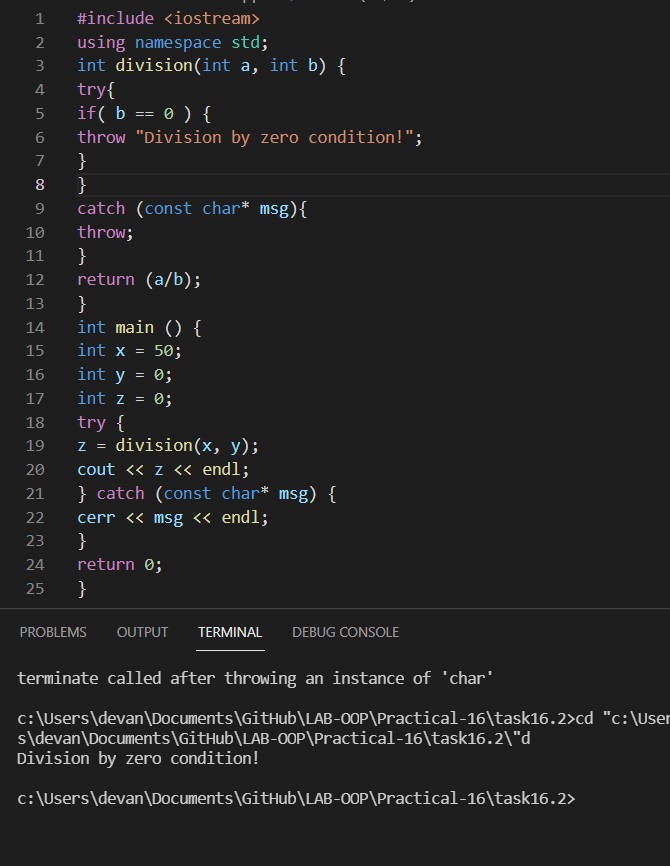 1 #include <iostream>
2 using namespace std;
3 int division(int a, int b) {
4 try{
5 if( b == 0 ) {
6 throw "Division by zero condition!";
7 }
8 }
9 catch (const char* msg){
10 throw;
11 }
12 return (a/b);
13 }
14 int main () {
15 int x = 50;
16 int y = 0;
17 int z = 0;
18 try {
19 z = division(x, y);
20 cout << z << endl;
21 } catch (const char* msg) {
22 cerr << msg << endl;
23 }
24 return 0;
25 }
PROBLEMS OUTPUT TERMINAL DEBUG CONSOLE
terminate called after throwing an instance of 'char'
c:\Users\devan\Documents\GitHub\LAB-OOP\Practical-16\task16.2>cd "c:\User
s\devan\Documents\GitHub\LAB-OOP\Practical-16\task16.2\"d
Division by zero condition!
c:\Users\devan\Documents\GitHub\LAB-OOP\Practical-16\task16.2>